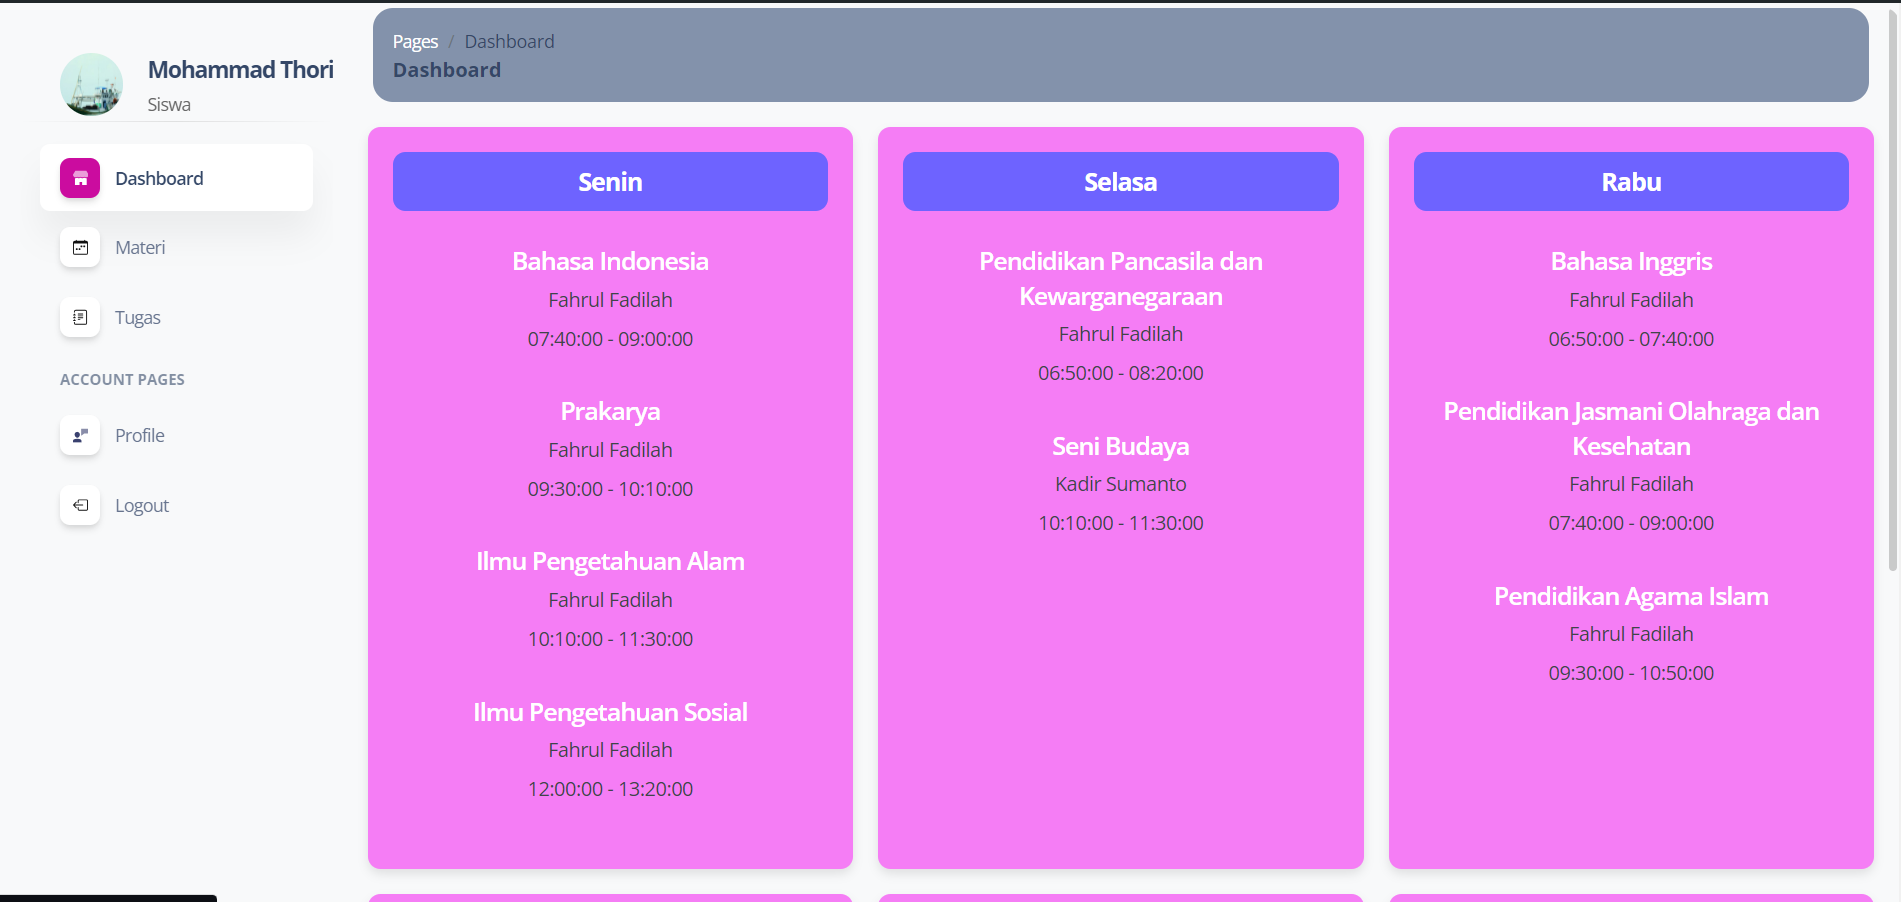 Mohammad Thori
Siswa
Dashboard
Materi
Tugas
ACCOUNT PAGES
Profile
Logout
Pages / Dashboard
Dashboard
Senin
Bahasa Indonesia
Fahrul Fadilah
07:40:00 - 09:00:00
Prakarya
Fahrul Fadilah
09:30:00 - 10:10:00
Ilmu Pengetahuan Alam
Fahrul Fadilah
10:10:00 - 11:30:00
Ilmu Pengetahuan Sosial
Fahrul Fadilah
12:00:00 - 13:20:00
Selasa
Pendidikan Pancasila dan
Kewarganegaraan
Fahrul Fadilah
06:50:00 - 08:20:00
Seni Budaya
Kadir Sumanto
10:10:00 - 11:30:00
Rabu
Bahasa Inggris
Fahrul Fadilah
06:50:00 - 07:40:00
Pendidikan Jasmani Olahraga dan
Kesehatan
Fahrul Fadilah
07:40:00 - 09:00:00
Pendidikan Agama Islam
Fahrul Fadilah
09:30:00 - 10:50:00